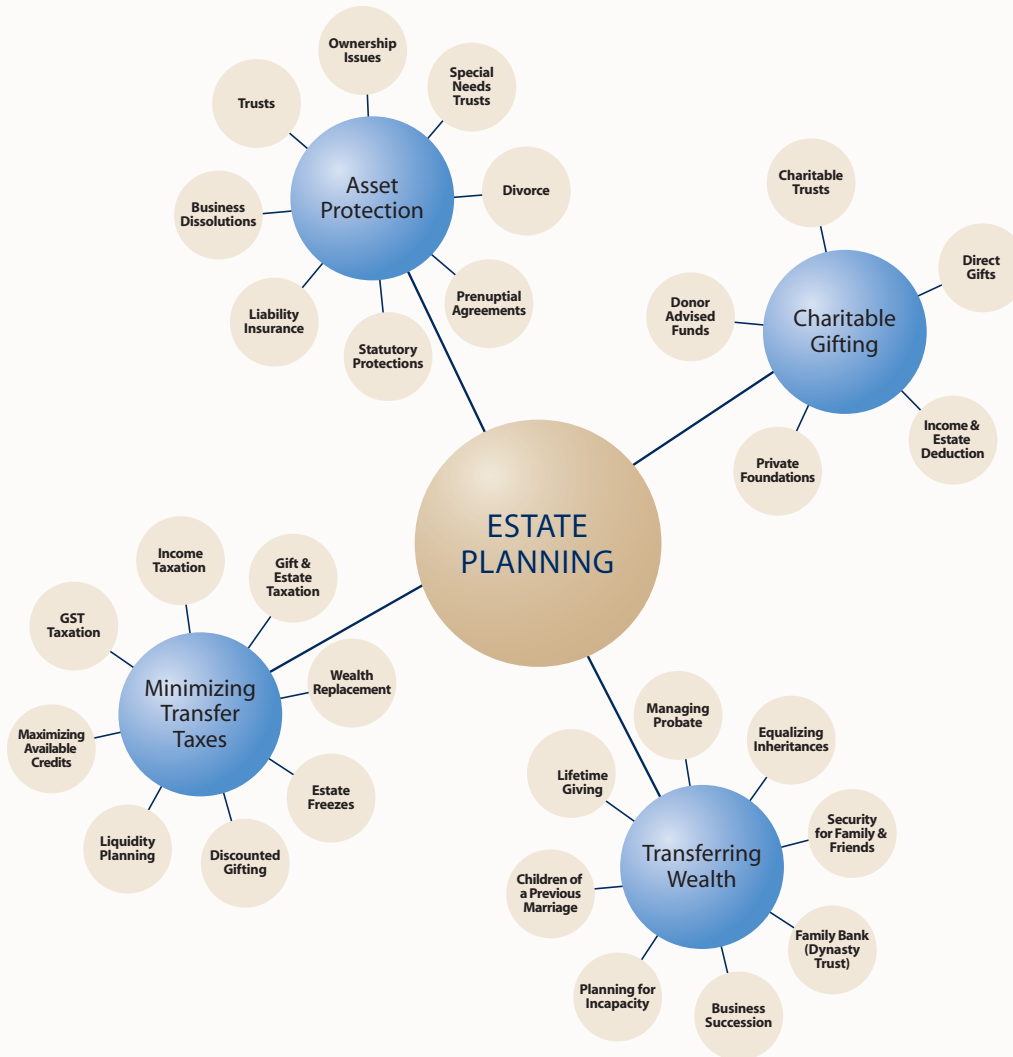 Ownership
Issues
Special
Needs
Trusts
Trusts
Asset
Protection
Divorce
Business
Dissolutions
Prenuptial
Agreements
Liability
Insurance
Statutory
Protections
Charitable
Trusts
Direct
Gifts
Donor
Advised
Funds
Charitable
Gifting
Income &
Estate
Deduction
Private
Foundations
ESTATE
PLANNING
Income
Taxation
Gift &
Estate
Taxation
GST
Taxation
Wealth
Replacement
Minimizing
Transfer
Taxes
Maximizing
Available
Credits
Estate
Freezes
Liquidity
Planning
Discounted
Gifting
Managing
Probate
Equalizing
Inheritances
Lifetime
Giving
Security
for Family &
Friends
Transferring
Wealth
Children of
a Previous
Marriage
Family Bank
(Dynasty
Trust)
Planning for
Incapacity
Business
Succession